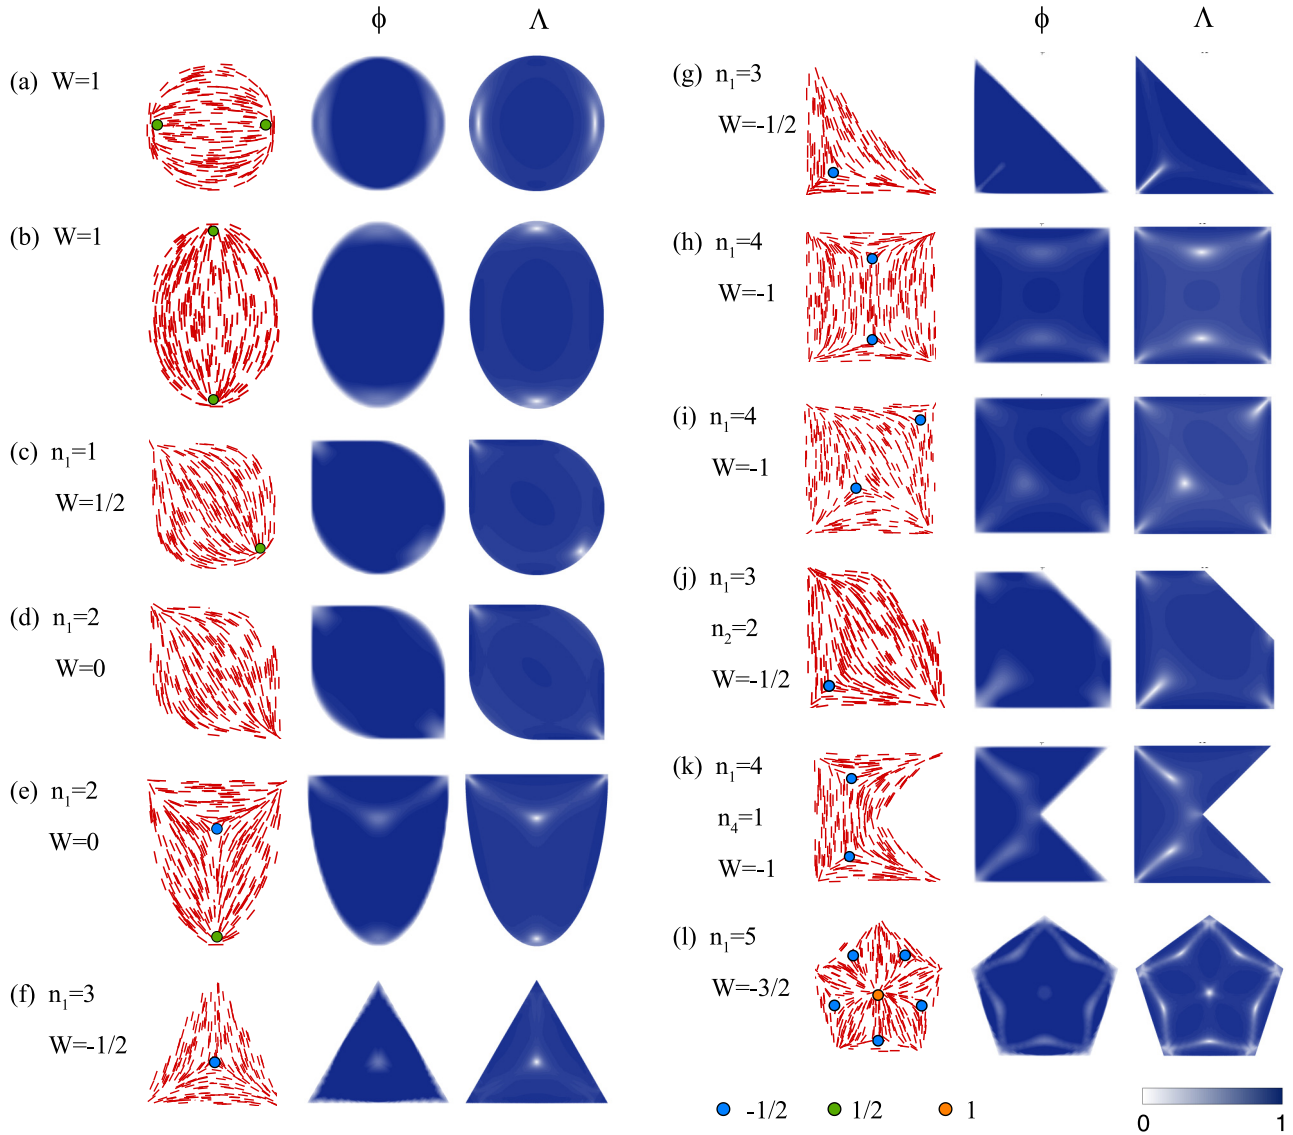 ϕ Λ
(a) W=1
(b) W=1
(c) n₁=1
W=1/2
(d) n₁=2
W=0
(e) n₁=2
W=0
(f) n₁=3
W=-1/2
ϕ Λ
(g) n₁=3
W=-1/2
(h) n₁=4
W=-1
(i) n₁=4
W=-1
(j) n₁=3
n₂=2
W=-1/2
(k) n₁=4
n₄=1
W=-1
(l) n₁=5
W=-3/2
-1/2 1/2 1
0 1